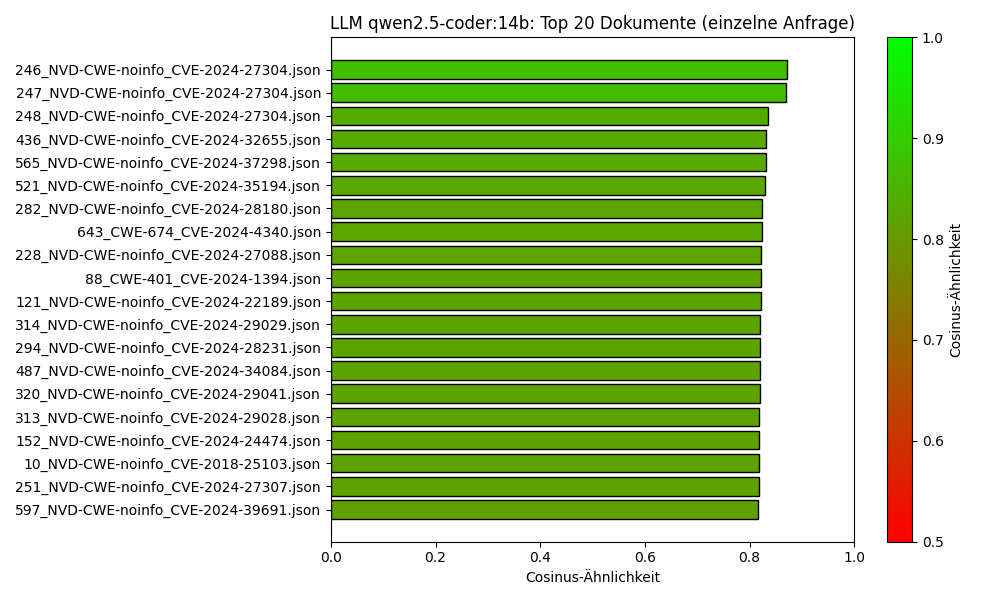 LLM qwen2.5-coder:14b: Top 20 Dokumente (einzelne Anfrage)
246_NVD-CWE-noinfo_CVE-2024-27304.json
247_NVD-CWE-noinfo_CVE-2024-27304.json
248_NVD-CWE-noinfo_CVE-2024-27304.json
436_NVD-CWE-noinfo_CVE-2024-32655.json
565_NVD-CWE-noinfo_CVE-2024-37298.json
521_NVD-CWE-noinfo_CVE-2024-35194.json
282_NVD-CWE-noinfo_CVE-2024-28180.json
643_CWE-674_CVE-2024-4340.json
228_NVD-CWE-noinfo_CVE-2024-27088.json
88_CWE-401_CVE-2024-1394.json
121_NVD-CWE-noinfo_CVE-2024-22189.json
314_NVD-CWE-noinfo_CVE-2024-29029.json
294_NVD-CWE-noinfo_CVE-2024-28231.json
487_NVD-CWE-noinfo_CVE-2024-34084.json
320_NVD-CWE-noinfo_CVE-2024-29041.json
313_NVD-CWE-noinfo_CVE-2024-29028.json
152_NVD-CWE-noinfo_CVE-2024-24474.json
10_NVD-CWE-noinfo_CVE-2018-25103.json
251_NVD-CWE-noinfo_CVE-2024-27307.json
597_NVD-CWE-noinfo_CVE-2024-39691.json
0.0 0.2 0.4 0.6 0.8 1.0
Cosinus-Ähnlichkeit
1.0
0.9
0.8
0.7
0.6
0.5
Cosinus-Ähnlichkeit